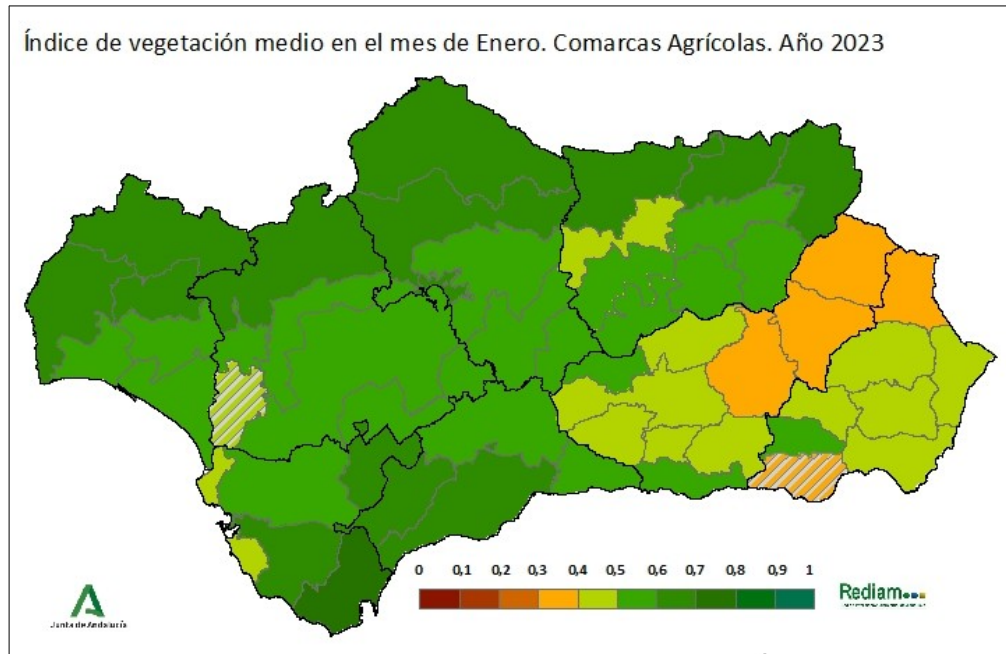 Índice de vegetación medio en el mes de Enero. Comarcas Agrícolas. Año 2023
0 0,1 0,2 0,3 0,4 0,5 0,6 0,7 0,8 0,9 1
Junta de Andalucía
Rediam